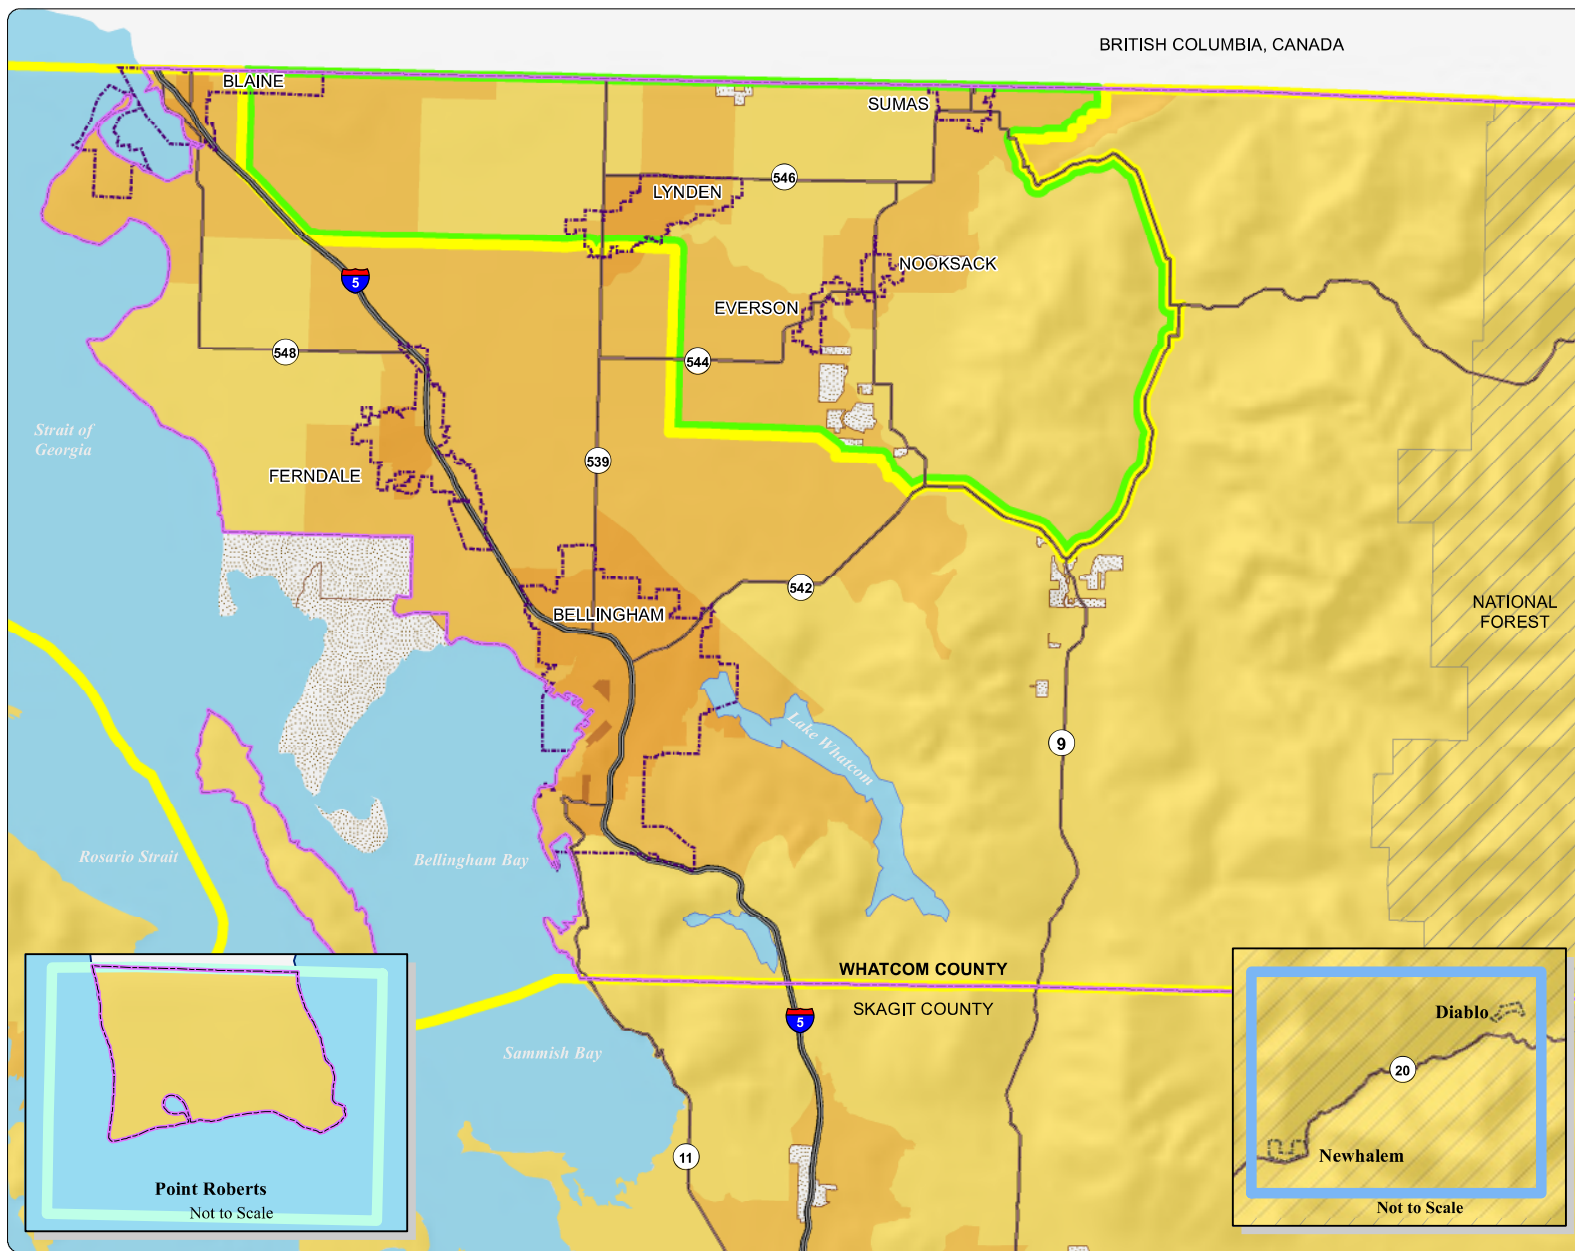 BRITISH COLUMBIA, CANADA
BLAINE
SUMAS
546
LYNDEN
NOOKSACK
5
EVERSON
548
544
Strait of
Georgia
539
FERNDALE
542
BELLINGHAM
NATIONAL
FOREST
Lake Whatcom
9
Rosario Strait
Bellingham Bay
WHATCOM COUNTY
SKAGIT COUNTY
5
Sammish Bay
11
Point Roberts
Not to Scale
Diablo
20
Newhalem
Not to Scale